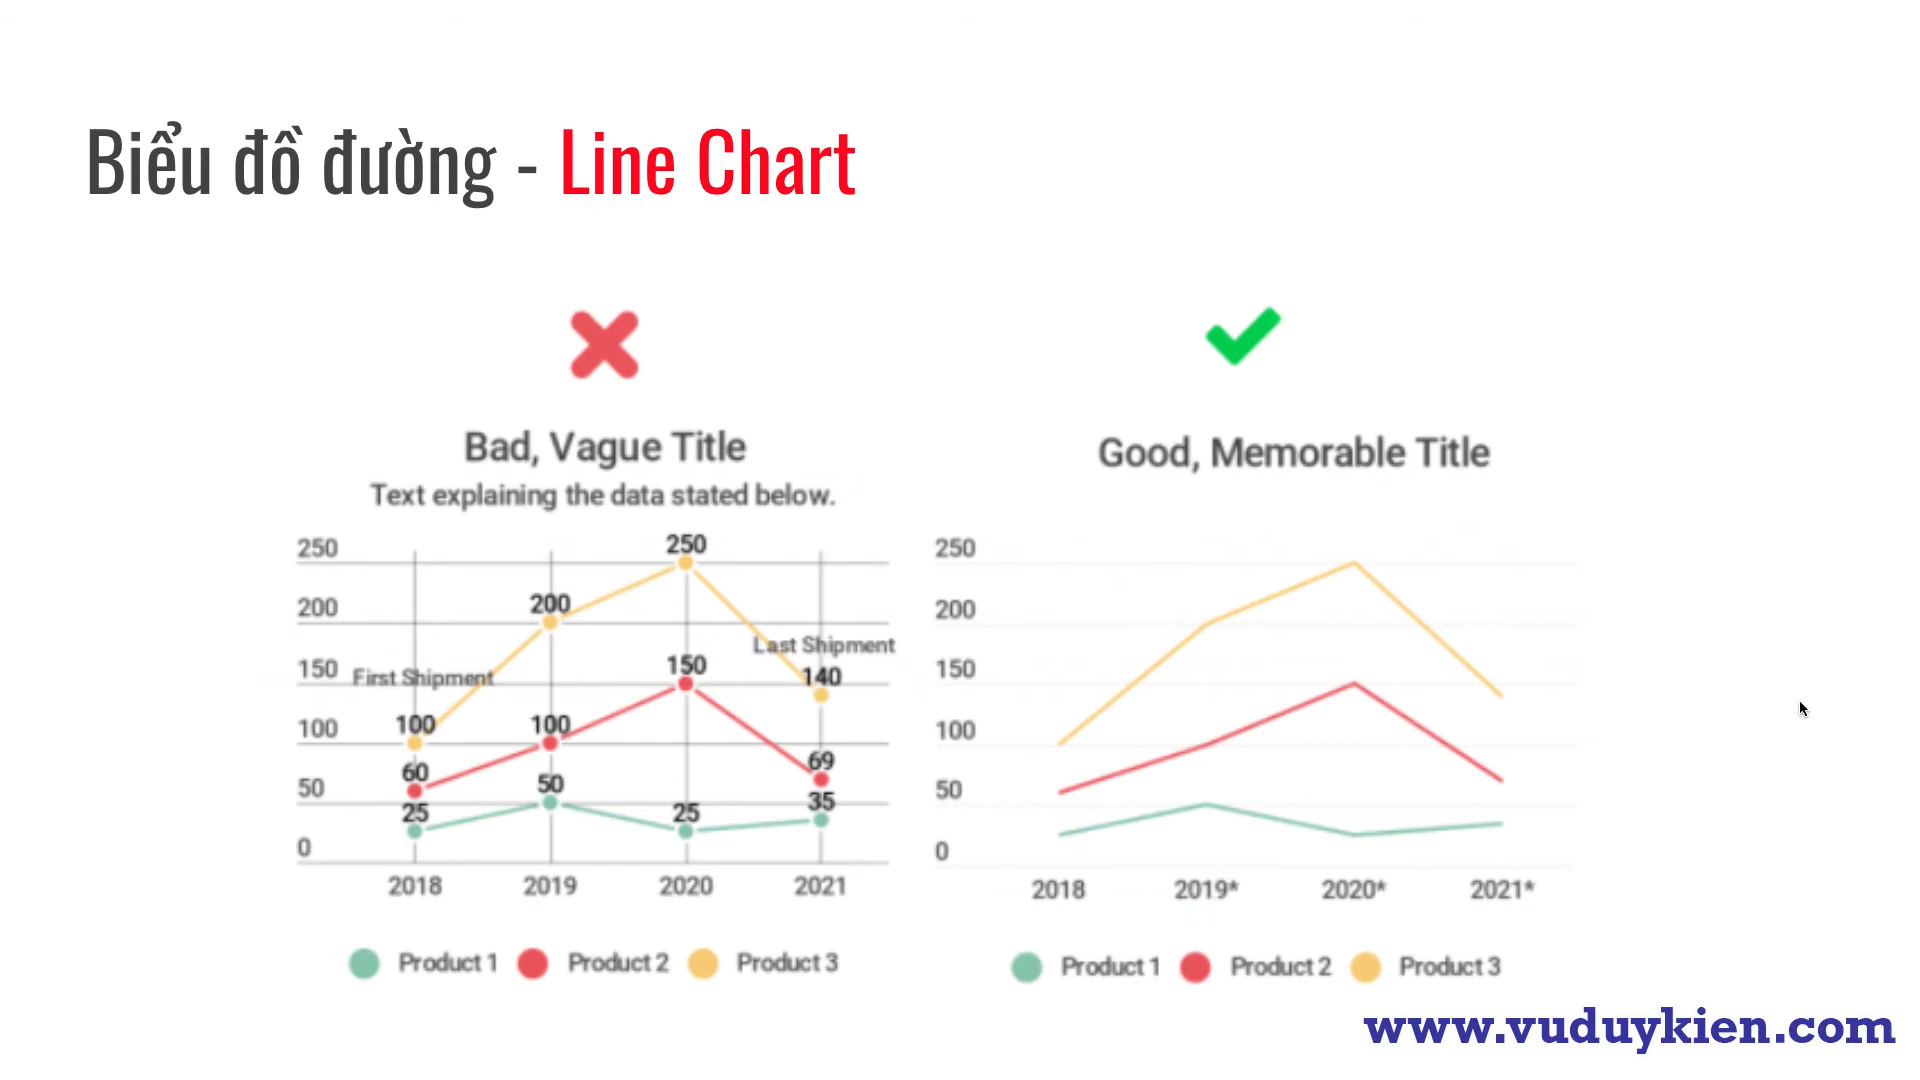 Biểu đồ đường - Line Chart
Bad, Vague Title
Text explaining the data stated below.
250
200
150
100
50
0
250
200
150
140
100
100
60
69
50
25
25
35
First Shipment
Last Shipment
2018 2019 2020 2021
Product 1 Product 2 Product 3
Good, Memorable Title
250
200
150
100
50
0
2018 2019* 2020* 2021*
Product 1 Product 2 Product 3
www.vuduykien.com